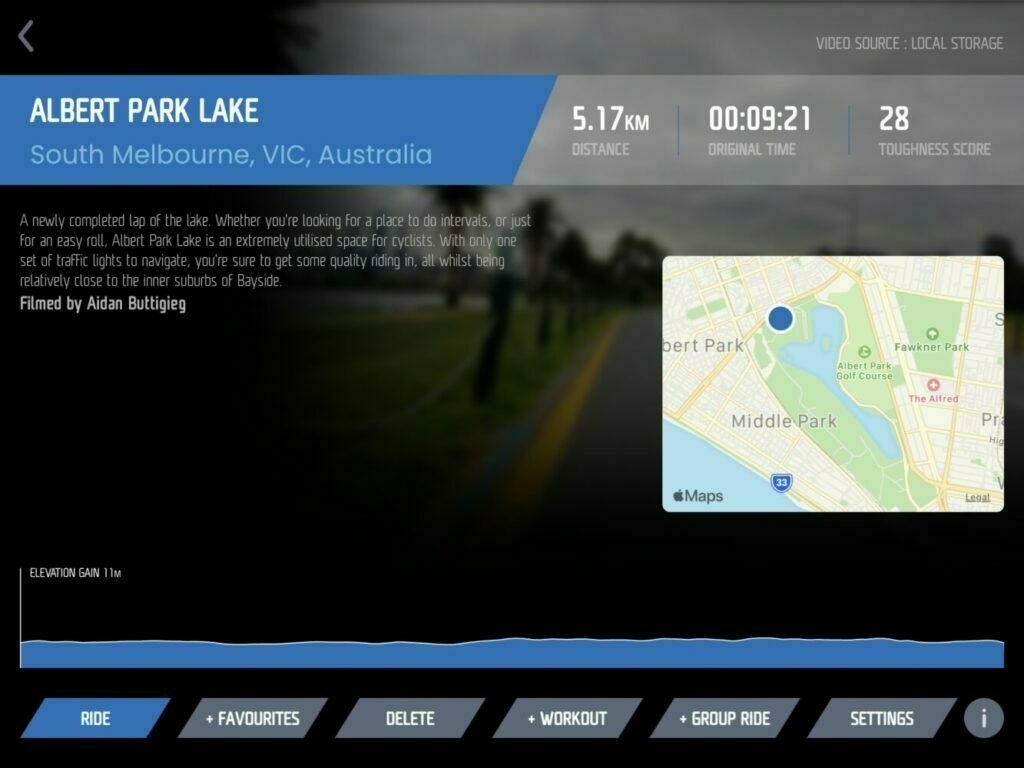 VIDEO SOURCE : LOCAL STORAGE
ALBERT PARK LAKE
South Melbourne, VIC, Australia
5.17KM
DISTANCE
00:09:21
ORIGINAL TIME
28
TOUGHNESS SCORE
A newly completed lap of the lake. Whether you're looking for a place to do intervals, or just
for an easy roll, Albert Park Lake is an extremely utilised space for cyclists. With only one
set of traffic lights to navigate, you're sure to get some quality riding in, all whilst being
relatively close to the inner suburbs of Bayside.
Filmed by Aidan Buttigieg
bert Park
Fawkner Park
Albert Park
Golf Course
The Alfred
Middle Park
Pra
Hig
33
Maps
Legal
ELEVATION GAIN 11M
RIDE
+ FAVOURITES
DELETE
+ WORKOUT
+ GROUP RIDE
SETTINGS
i